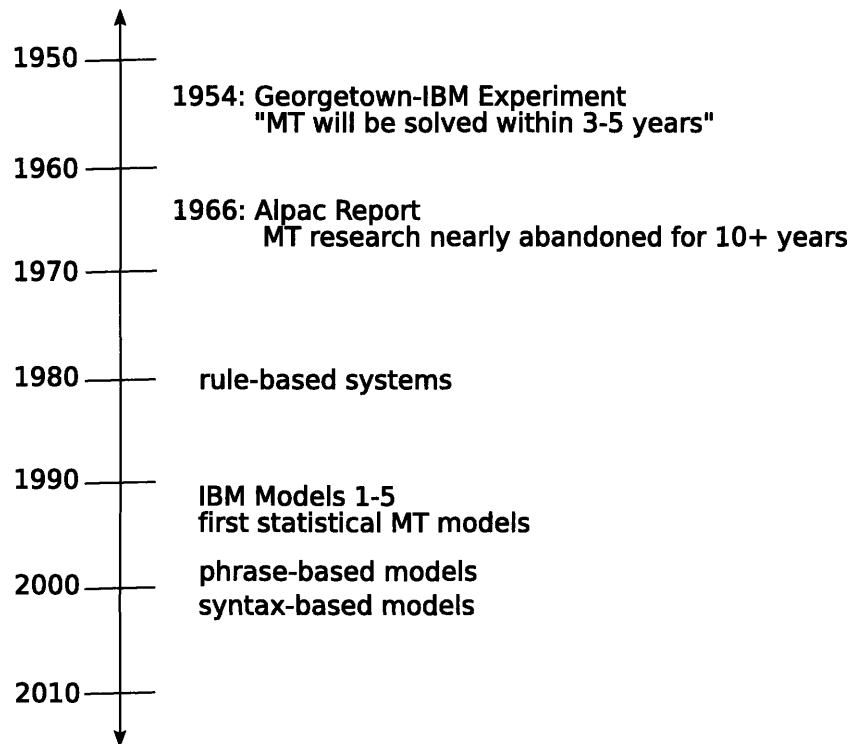 1950
1954: Georgetown-IBM Experiment
"MT will be solved within 3-5 years"
1960
1966: Alpac Report
MT research nearly abandoned for 10+ years
1970
1980
rule-based systems
1990
IBM Models 1-5
first statistical MT models
phrase-based models
2000
syntax-based models
2010